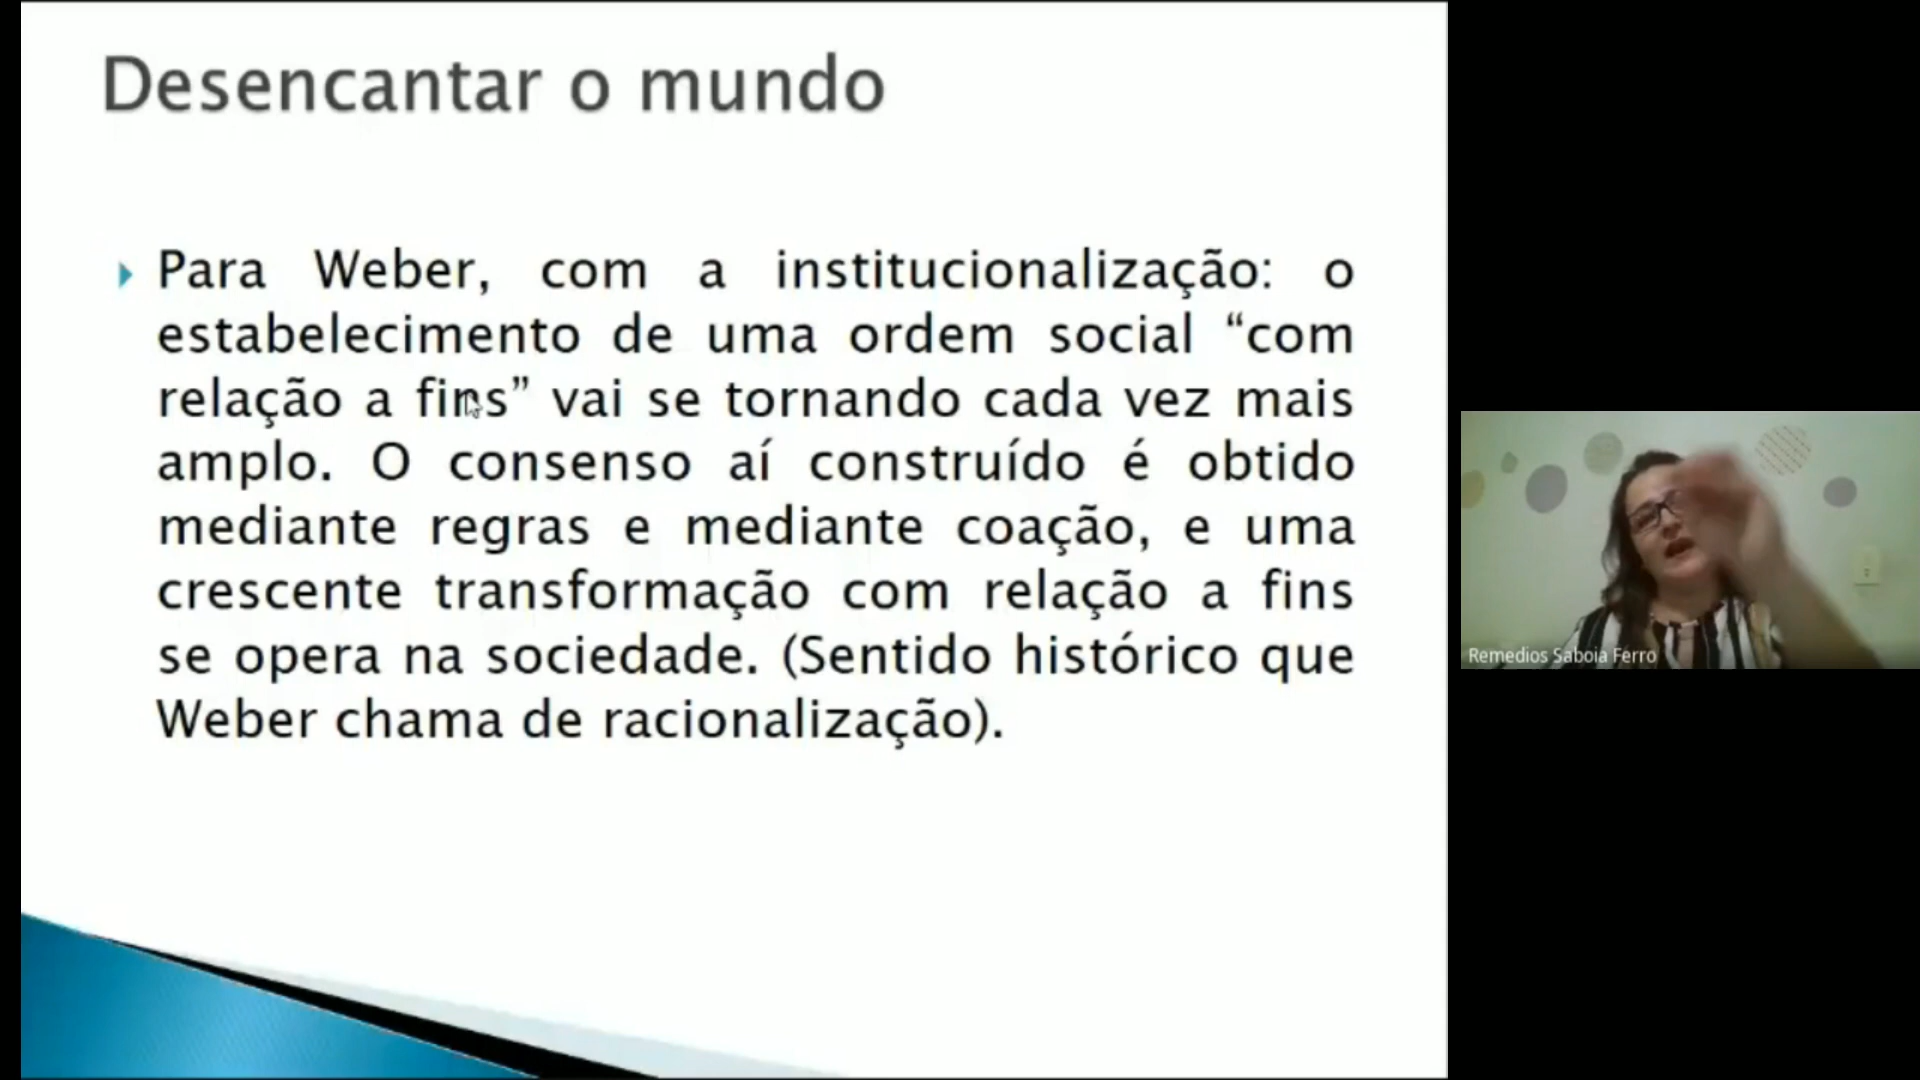 Desencantar o mundo
Para Weber, com a institucionalização: o
estabelecimento de uma ordem social “com
relação a fins” vai se tornando cada vez mais
amplo. O consenso aí construído é obtido
mediante regras e mediante coação, e uma
crescente transformação com relação a fins
se opera na sociedade. (Sentido histórico que
Weber chama de racionalização).
Remedios Saboia Ferro